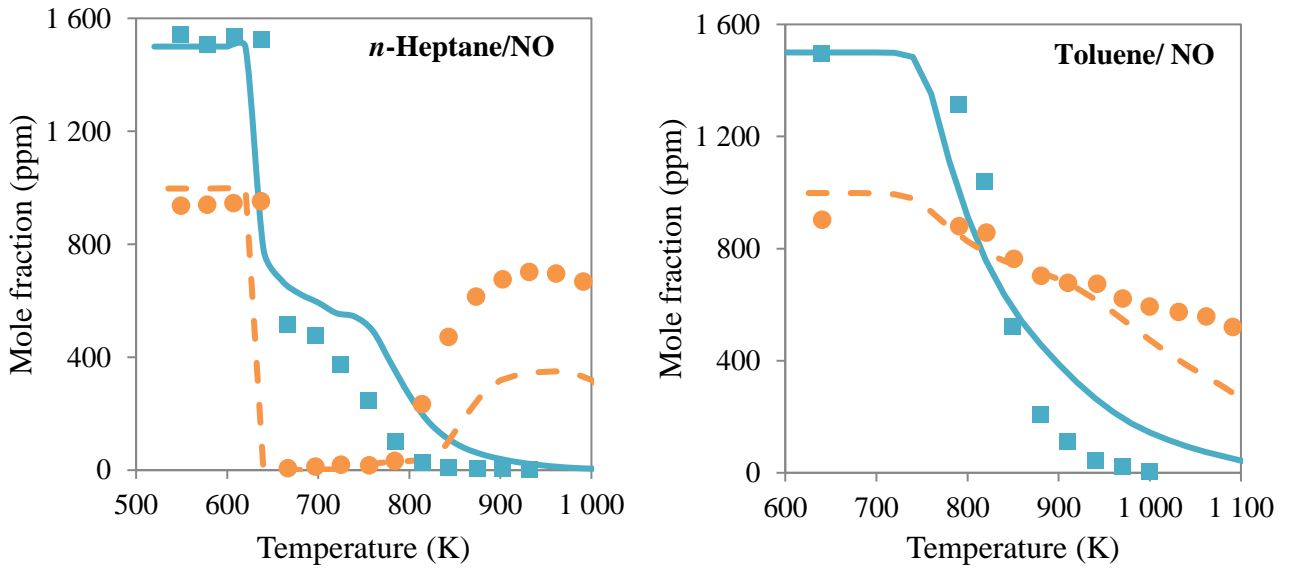 n-Heptane/NO
1 600
1 200
800
400
0
Mole fraction (ppm)
500 600 700 800 900 1 000
Temperature (K)
Toluene/ NO
1 600
1 200
800
400
0
Mole fraction (ppm)
600 700 800 900 1 000 1 100
Temperature (K)